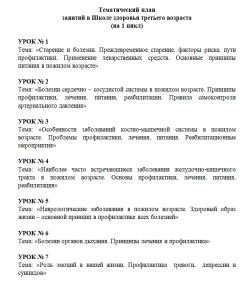 Тематический план
занятий в Школе здоровья третьего возраста
(на 1 цикл)
УРОК № 1
Тема: «Старение и болезни. Преждевременное старение, факторы риска, пути
профилактики. Применение лекарственных средств. Основные принципы
питания в пожилом возрасте»
УРОК № 2
Тема: «Болезни сердечно – сосудистой системы в пожилом возрасте. Принципы
профилактики, лечения, питания, реабилитации. Правила самоконтроля
артериального давления»
УРОК № 3
Тема: «Особенности заболеваний костно-мышечной системы в пожилом
возрасте. Проблемы профилактики, лечения, питания. Реабилитационные
мероприятия»
УРОК № 4
Тема: «Наиболее часто встречающиеся заболевания желудочно-кишечного
тракта в пожилом возрасте. Основы профилактики, лечения, питания,
реабилитация»
УРОК № 5
Тема: «Неврологические заболевания в пожилом возрасте. Здоровый образ
жизни – основной принцип в профилактике всех болезней»
УРОК № 6
Тема: «Болезни органов дыхания. Принципы лечения и профилактика»
УРОК № 7
Тема: «Роль эмоций в нашей жизни. Профилактика тревоги, депрессии и
суицидов»